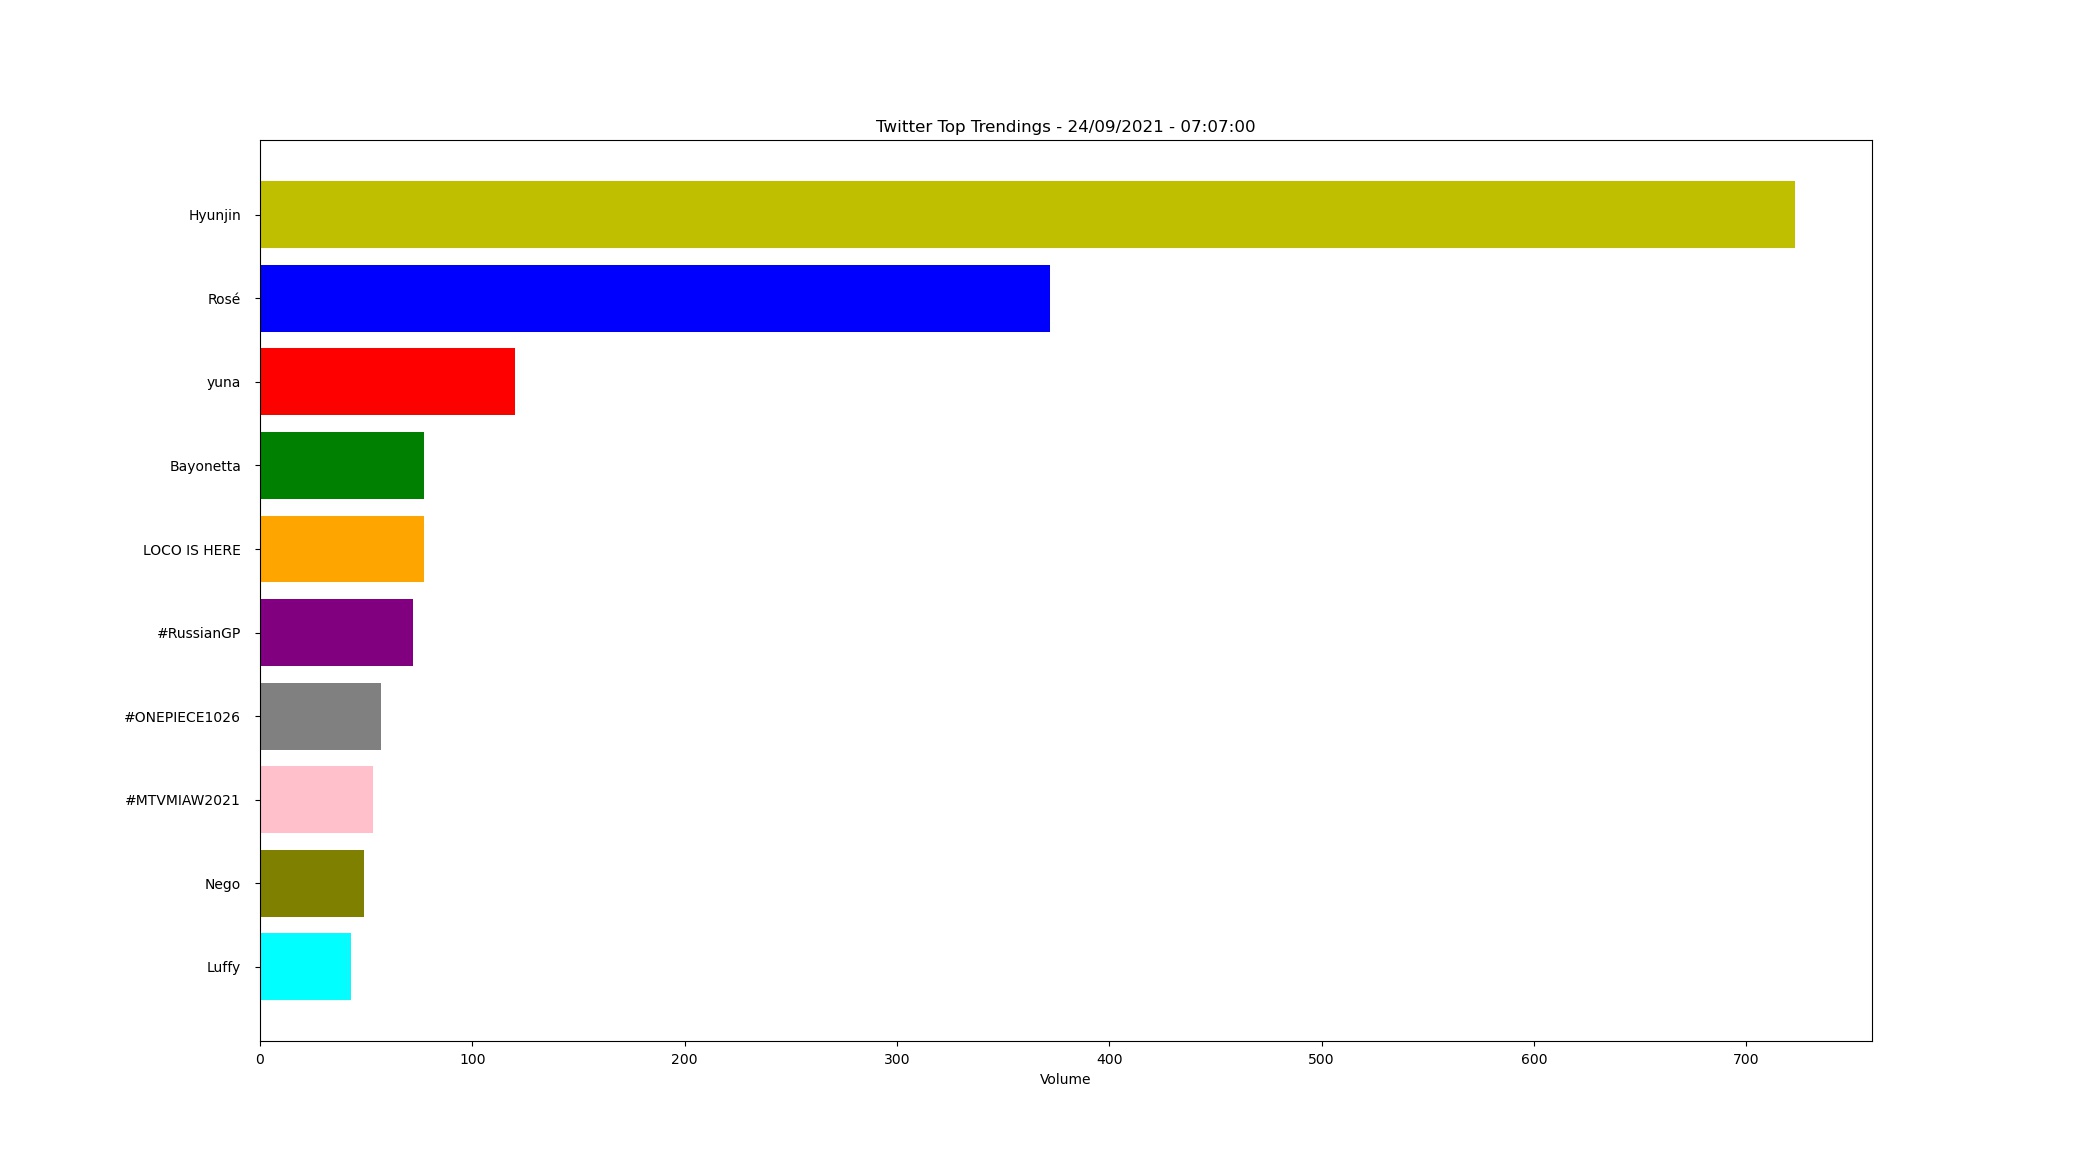 Twitter Top Trendings - 24/09/2021 - 07:07:00
Hyunjin
Rosé
yuna
Bayonetta
LOCO IS HERE
#RussianGP
#ONEPIECE1026
#MTVMIAW2021
Nego
Luffy
0 100 200 300 400 500 600 700
Volume